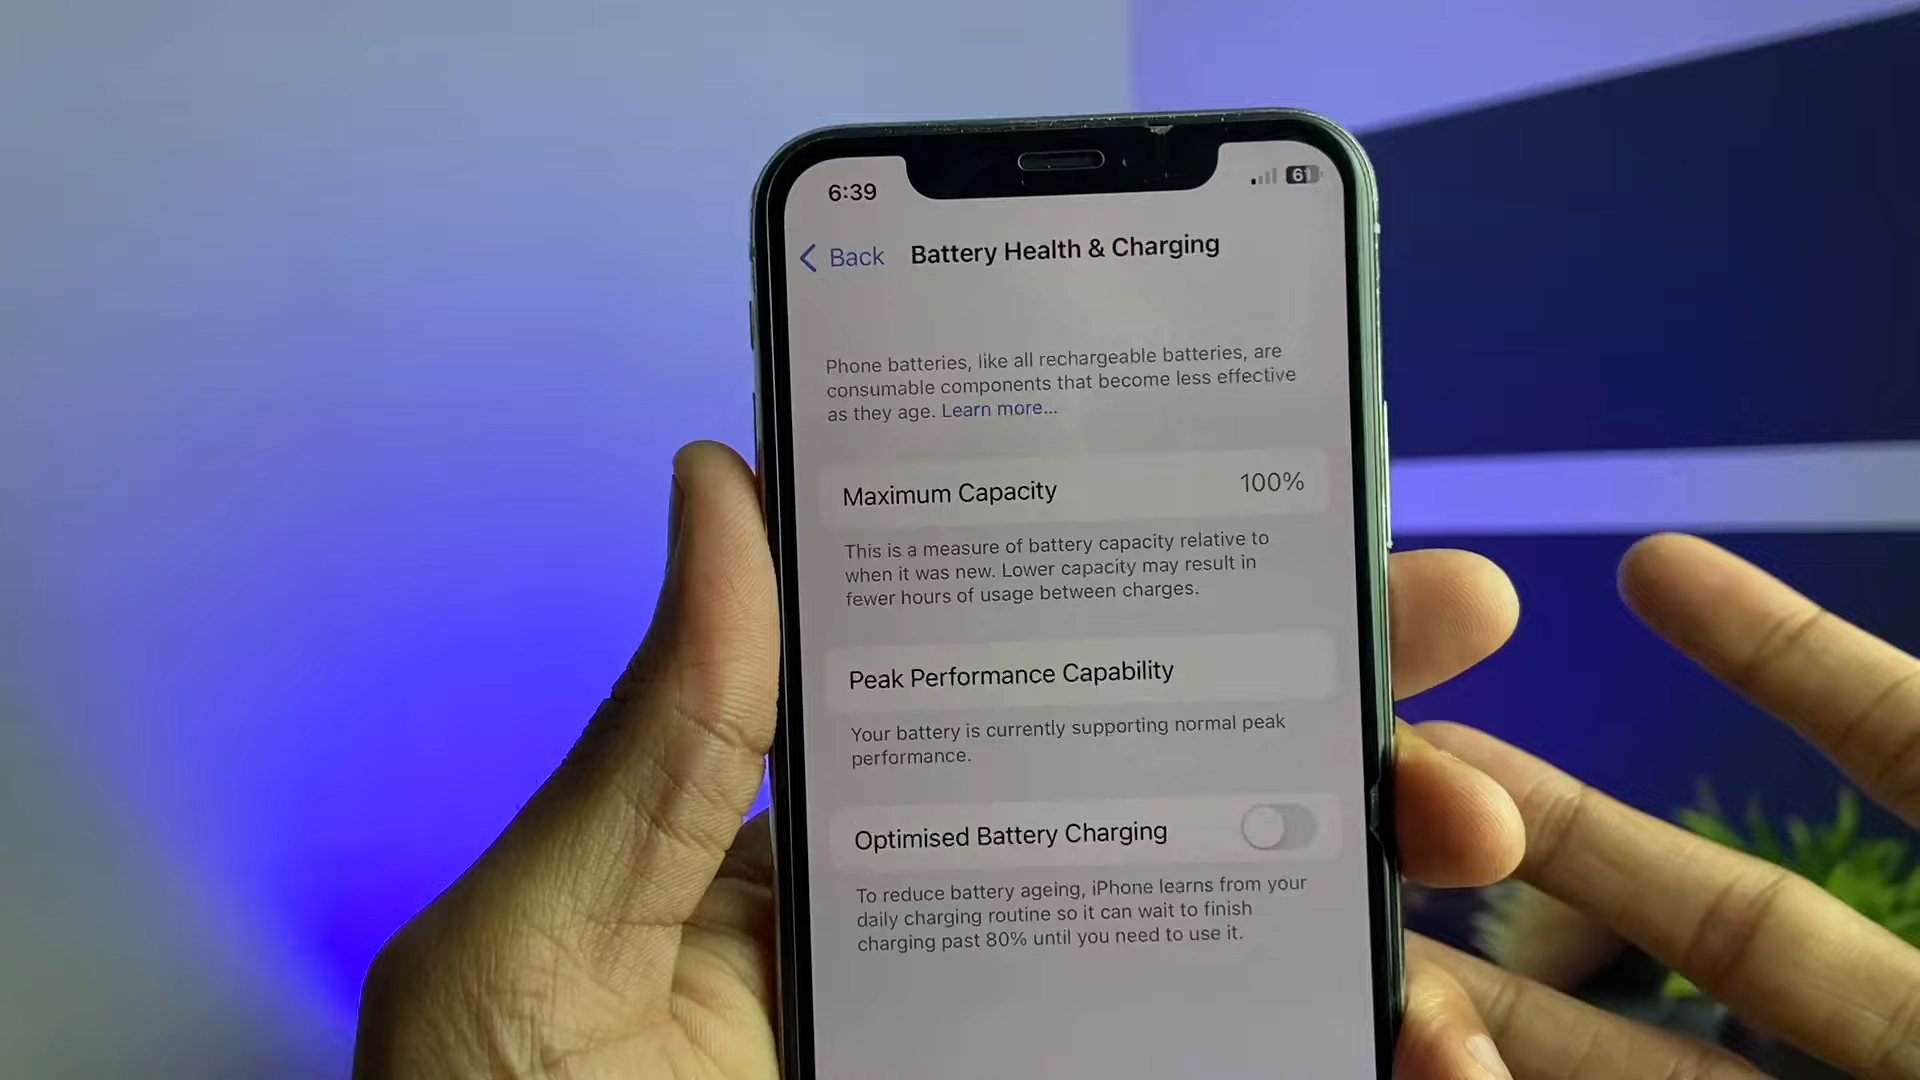 6:39
61
Back
Battery Health & Charging
Phone batteries, like all rechargeable batteries, are
consumable components that become less effective
as they age. Learn more...
Maximum Capacity 100%
This is a measure of battery capacity relative to
when it was new. Lower capacity may result in
fewer hours of usage between charges.
Peak Performance Capability
Your battery is currently supporting normal peak
performance.
Optimised Battery Charging
To reduce battery ageing, iPhone learns from your
daily charging routine so it can wait to finish
charging past 80% until you need to use it.